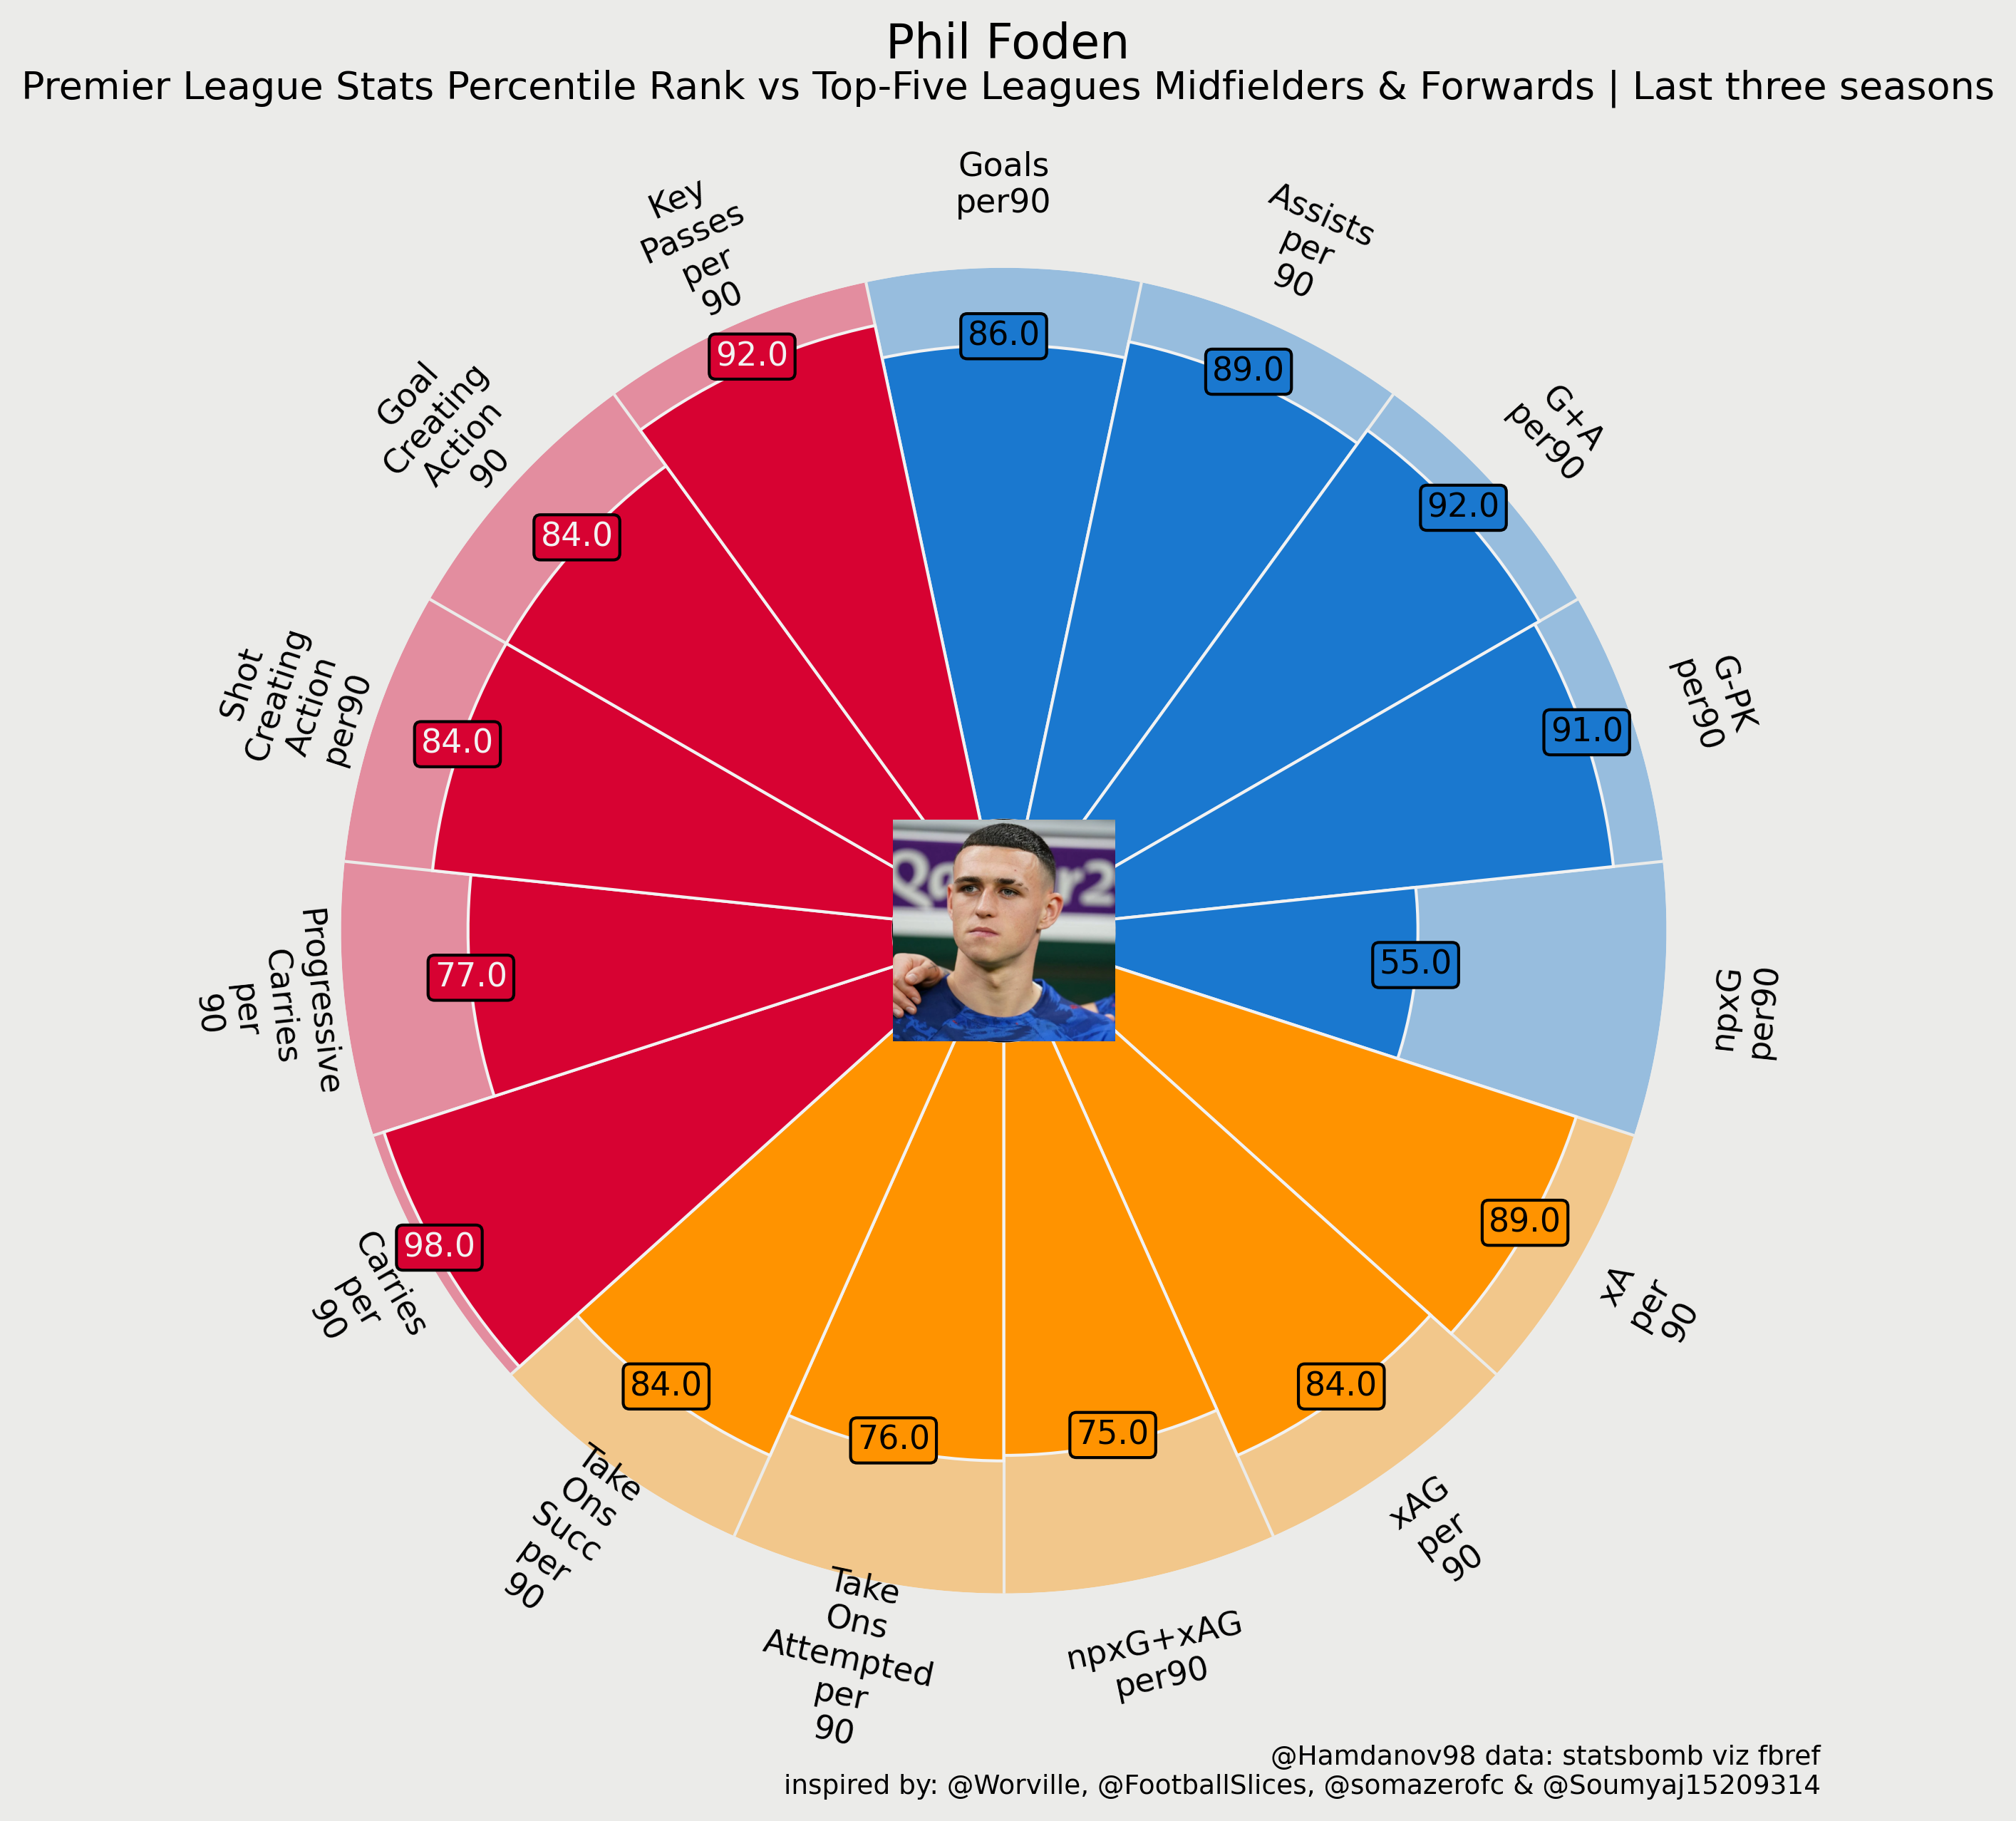 Phil Foden
Premier League Stats Percentile Rank vs Top-Five Leagues Midfielders & Forwards | Last three seasons
Goals
per90
86.0
Assists
per
90
89.0
G+A
per90
92.0
G-PK
per90
91.0
npxG
per90
55.0
xA
per
90
89.0
xAG
per
90
84.0
npxG+xAG
per90
75.0
Take
Ons
Attempted
per
90
76.0
Take
Ons
Succ
per
90
84.0
Carries
per
90
98.0
Progressive
Carries
per
90
77.0
Shot
Creating
Action
per90
84.0
Goal
Creating
Action
90
84.0
Key
Passes
per
90
92.0
@Hamdanov98 data: statsbomb viz fbref
inspired by: @Worville, @FootballSlices, @somazerofc & @Soumyaj15209314